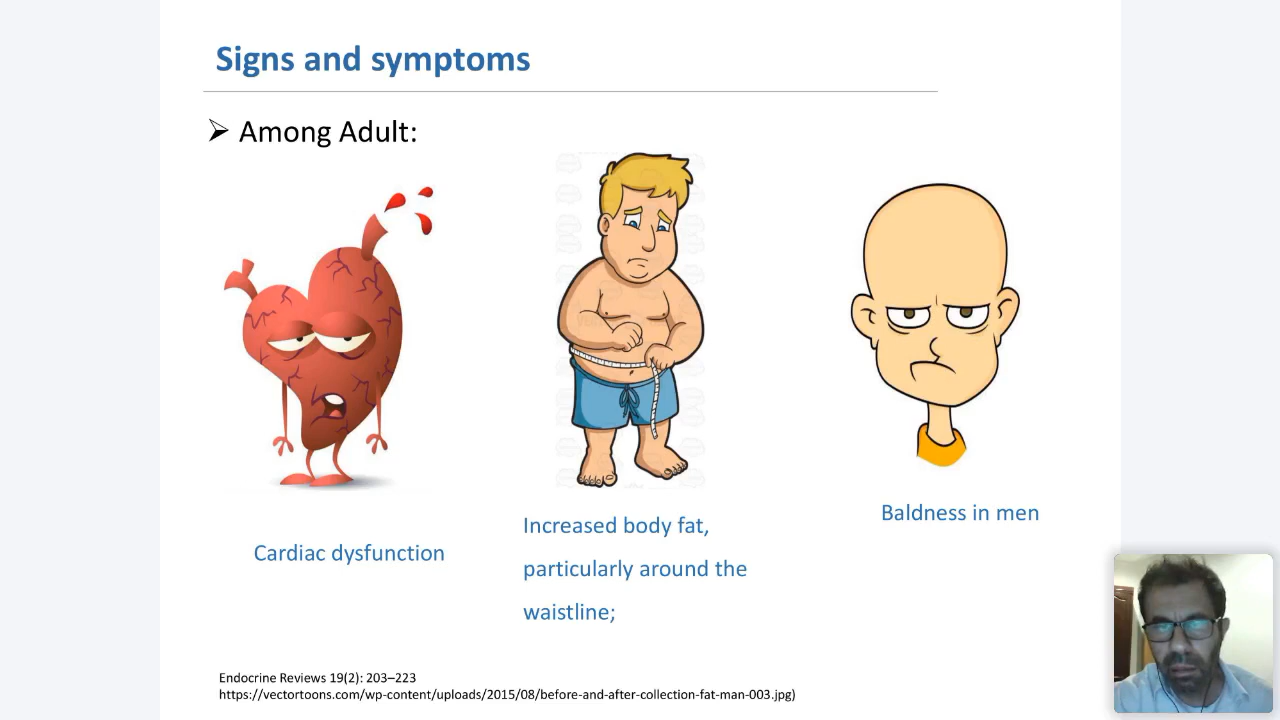 Signs and symptoms
➢ Among Adult:
Cardiac dysfunction
Increased body fat,
particularly around the
waistline;
Baldness in men
Endocrine Reviews 19(2): 203–223
https://vectortoons.com/wp-content/uploads/2015/08/before-and-after-collection-fat-man-003.jpg)